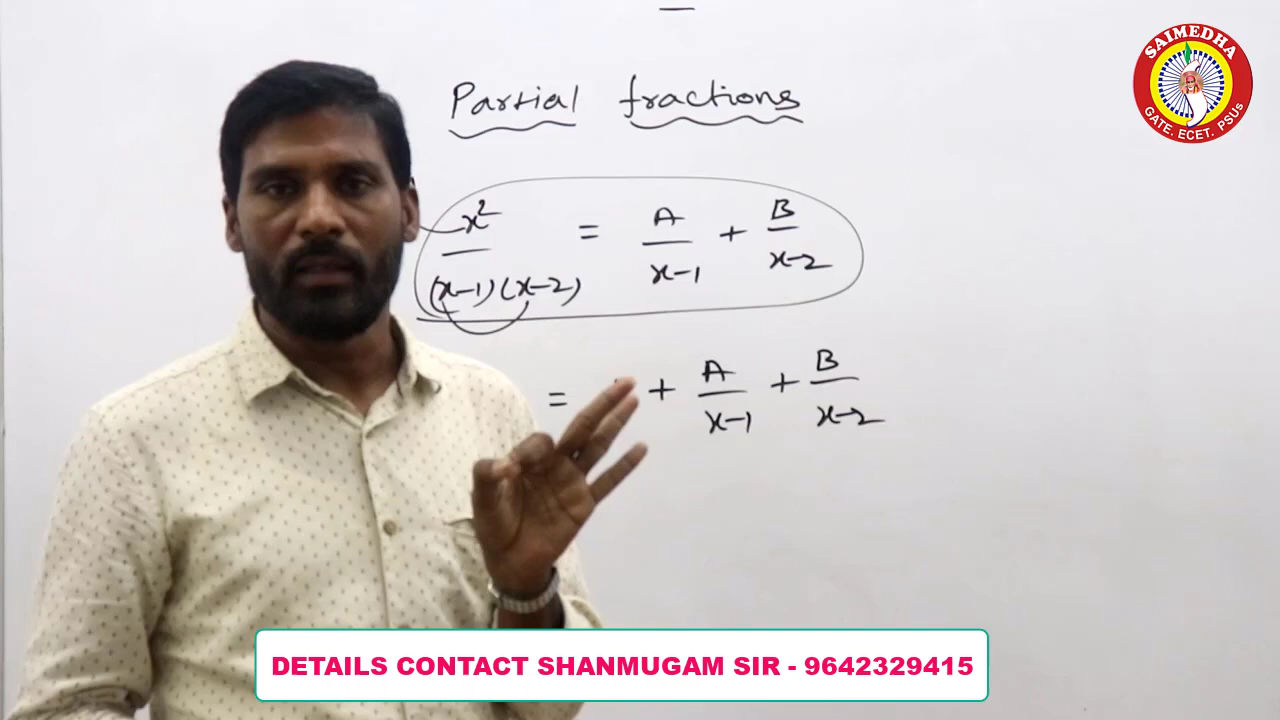 SAIMEDHA
GATE. ECET. PSUs
Partial fractions
x² / (x-1)(x-2) = A / x-1 + B / x-2
= + A / x-1 + B / x-2
DETAILS CONTACT SHANMUGAM SIR - 9642329415